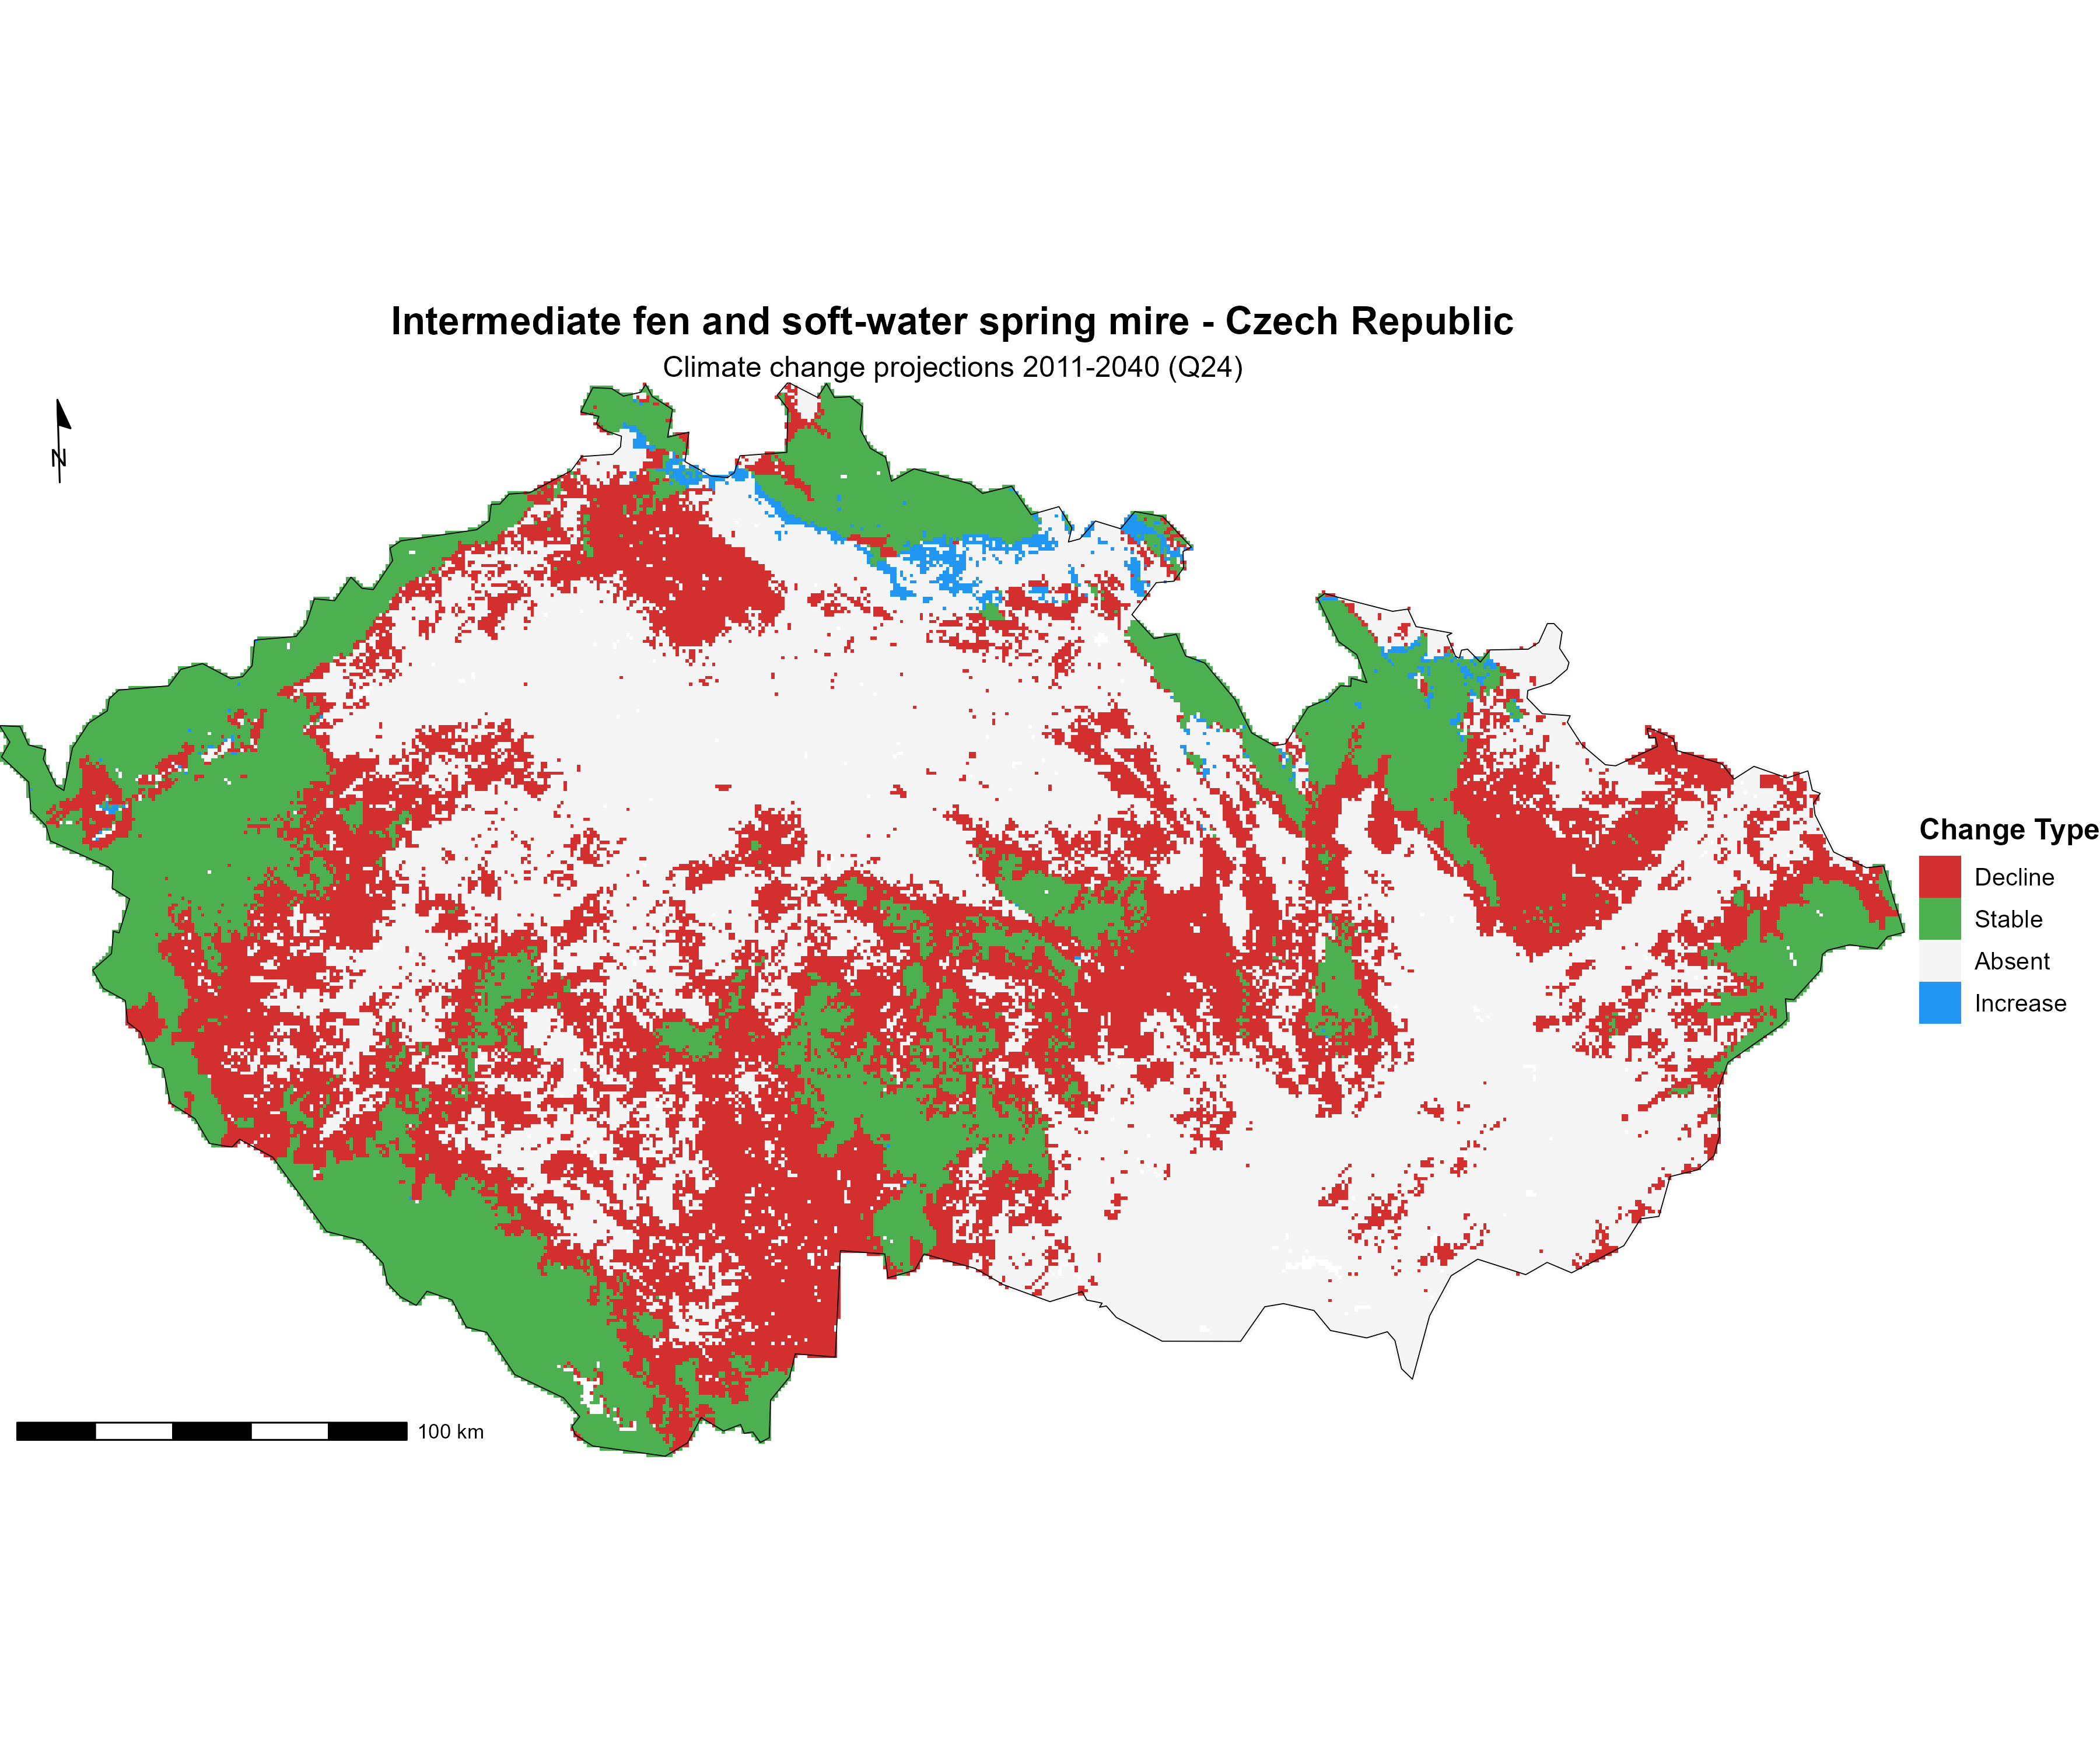 Intermediate fen and soft-water spring mire - Czech Republic
Climate change projections 2011-2040 (Q24)
N
Change Type
Decline
Stable
Absent
Increase
100 km